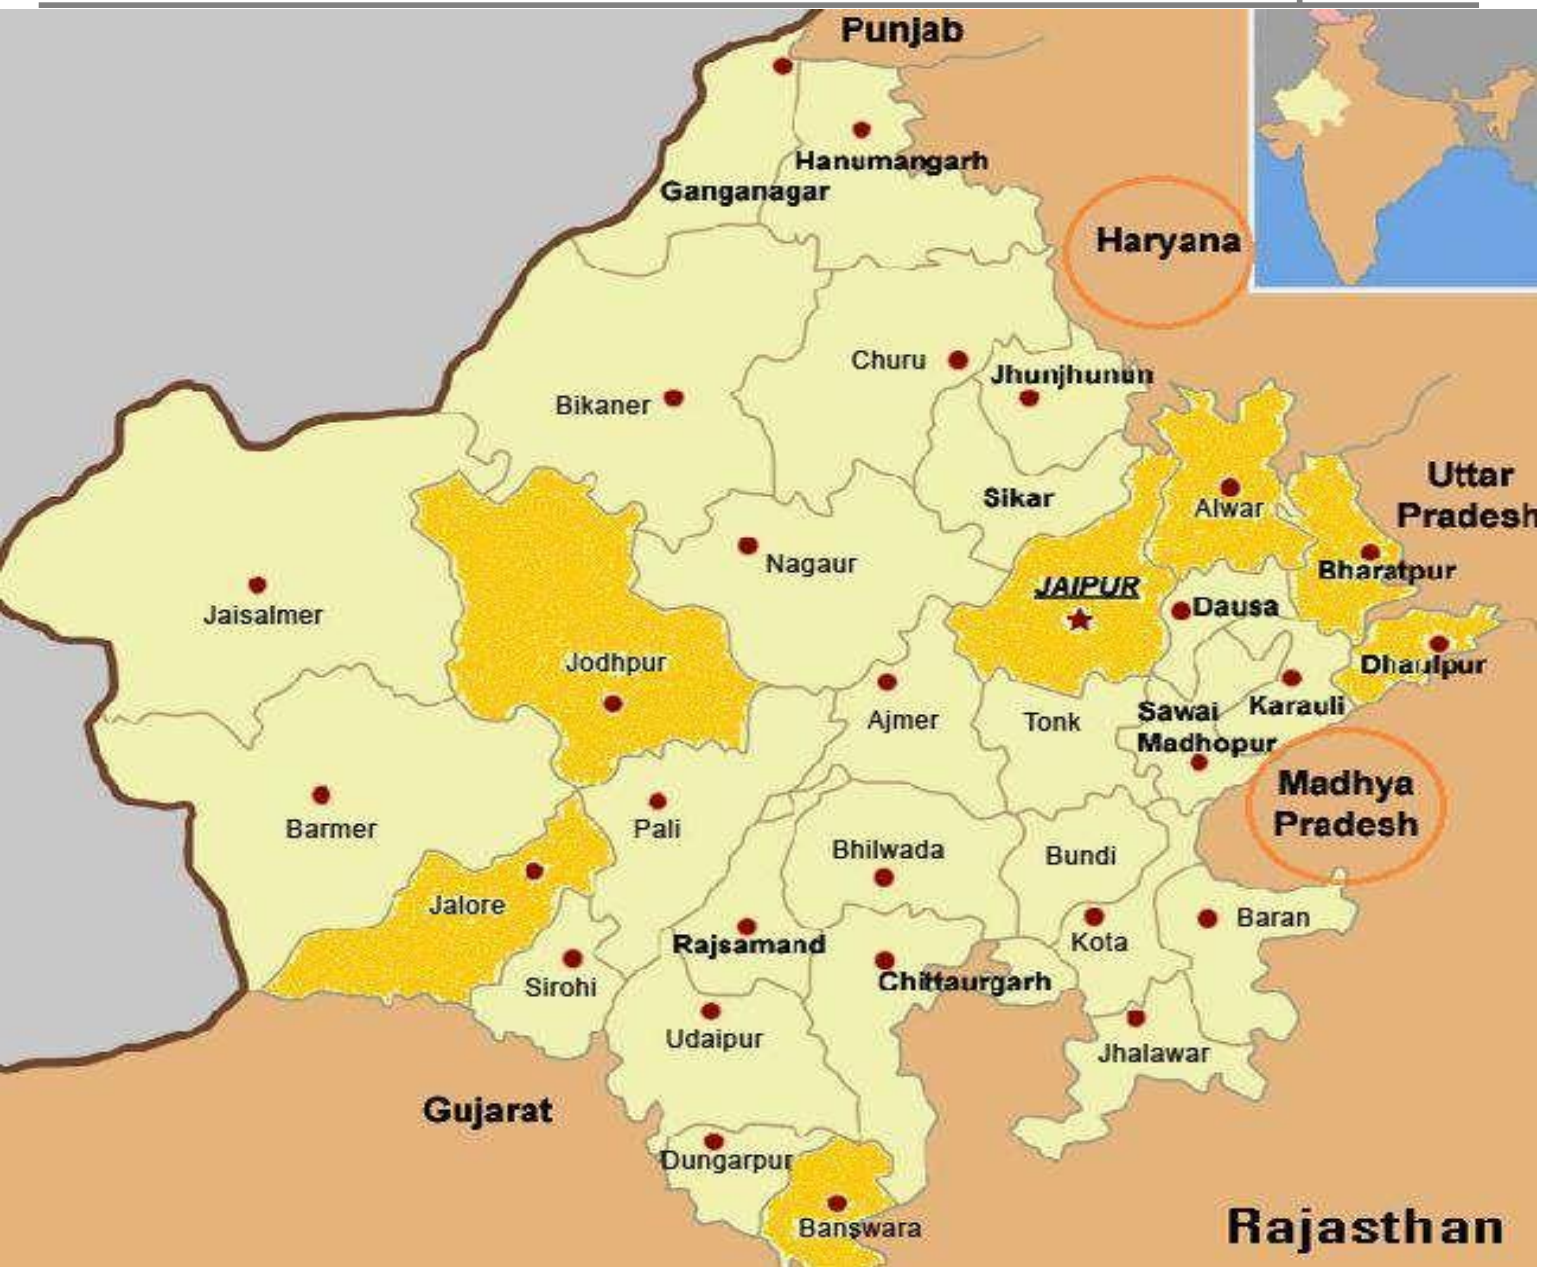 Punjab
Hanumangarh
Ganganagar
Haryana
Churu
Jhunjhunun
Bikaner
Uttar
Pradesh
Sikar
Alwar
Nagaur
Bharatpur
JAIPUR
Dausa
Jaisalmer
Jodhpur
Dhaulpur
Karauli
Sawai
Madhopur
Ajmer
Tonk
Madhya
Pradesh
Barmer
Pali
Bhilwada
Bundi
Jalore
Baran
Kota
Rajsamand
Chittaurgarh
Sirohi
Udaipur
Jhalawar
Gujarat
Dungarpur
Banswara
Rajasthan